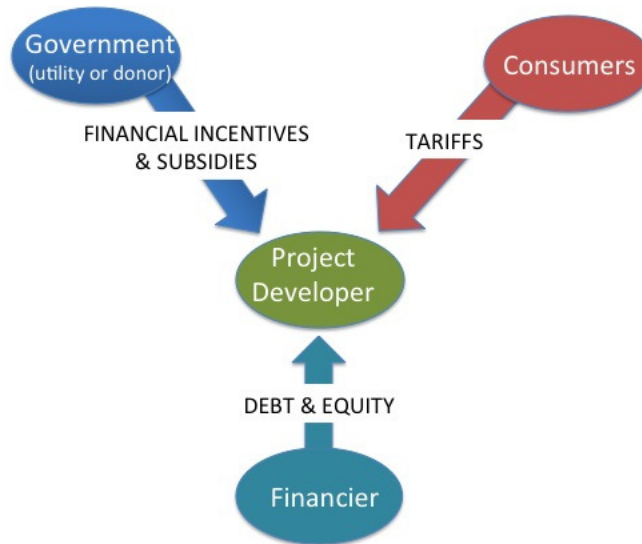 Government
(utility or donor)
Consumers
FINANCIAL INCENTIVES
& SUBSIDIES
TARIFFS
Project
Developer
DEBT & EQUITY
Financier